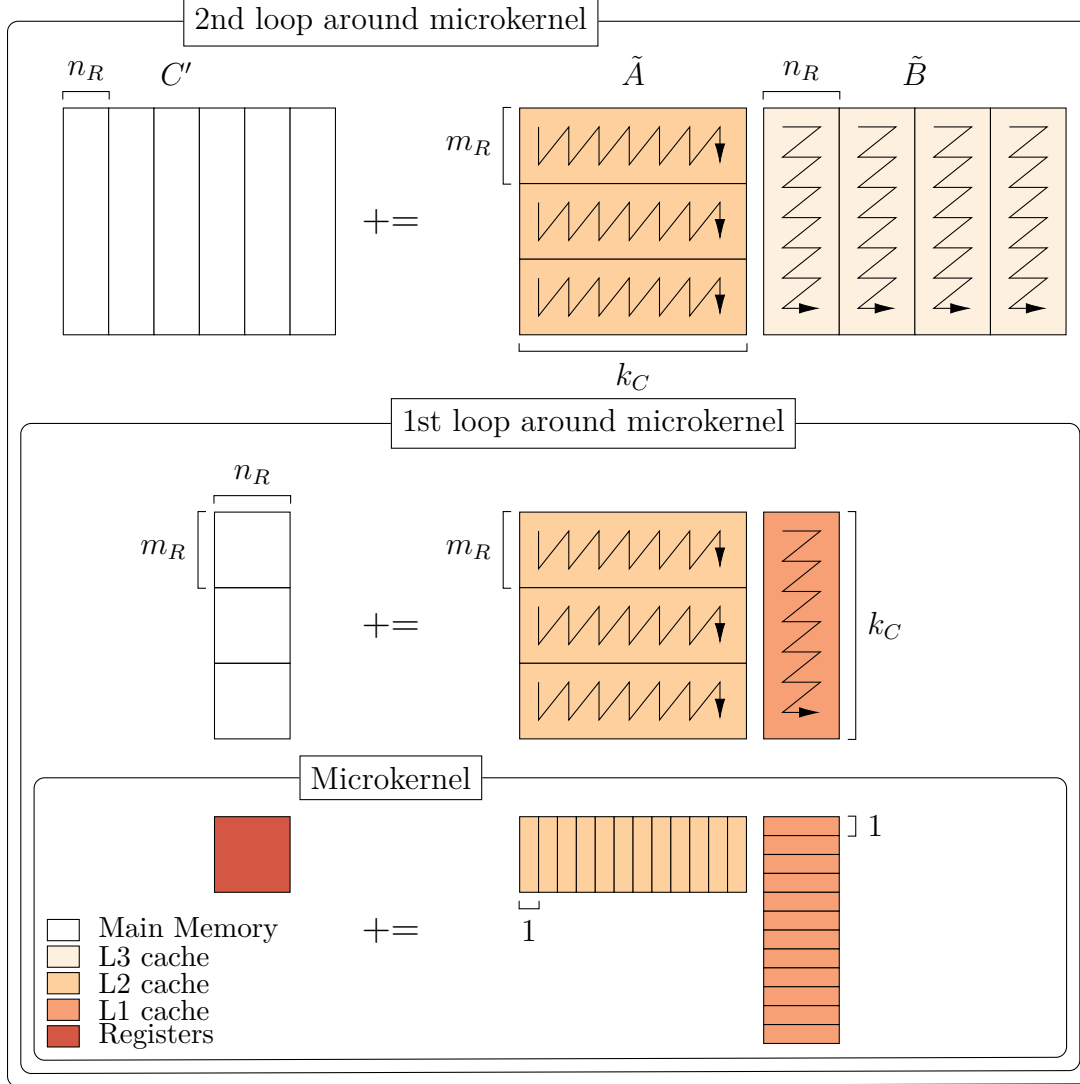 2nd loop around microkernel
n_R C′ Ã n_R B̃
m_R
+=
k_C
1st loop around microkernel
n_R
m_R m_R
+= k_C
Microkernel
1
Main Memory +=
1
L3 cache
L2 cache
L1 cache
Registers